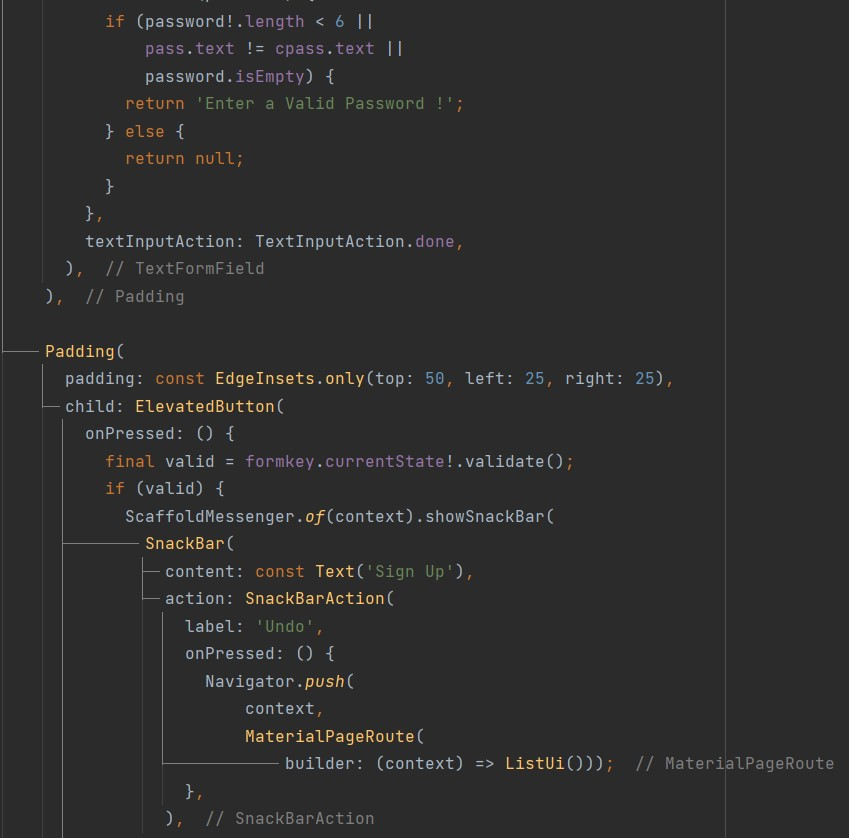 if (password!.length < 6 ||
pass.text != cpass.text ||
password.isEmpty) {
return 'Enter a Valid Password !';
} else {
return null;
}
},
textInputAction: TextInputAction.done,
), // TextFormField
), // Padding
Padding(
padding: const EdgeInsets.only(top: 50, left: 25, right: 25),
child: ElevatedButton(
onPressed: () {
final valid = formkey.currentState!.validate();
if (valid) {
ScaffoldMessenger.of(context).showSnackBar(
SnackBar(
content: const Text('Sign Up'),
action: SnackBarAction(
label: 'Undo',
onPressed: () {
Navigator.push(
context,
MaterialPageRoute(
builder: (context) => ListUi())); // MaterialPageRoute
},
), // SnackBarAction